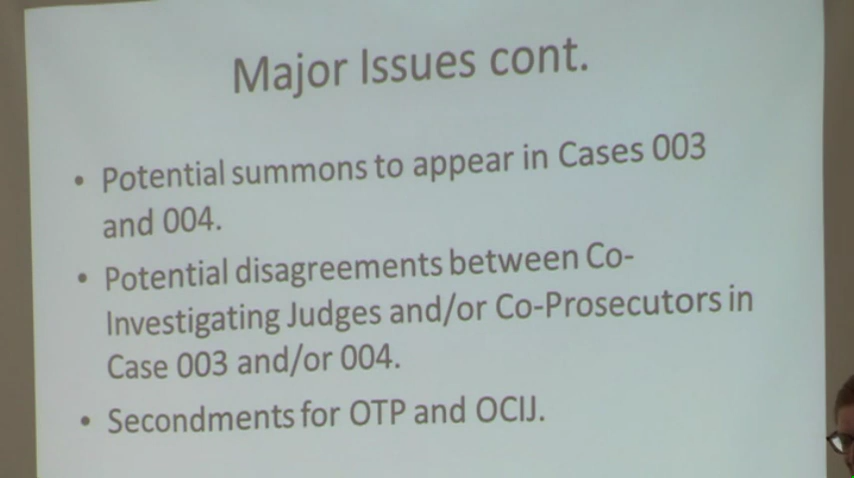 Major Issues cont.
• Potential summons to appear in Cases 003
and 004.
• Potential disagreements between Co-
Investigating Judges and/or Co-Prosecutors in
Case 003 and/or 004.
• Secondments for OTP and OCIJ.